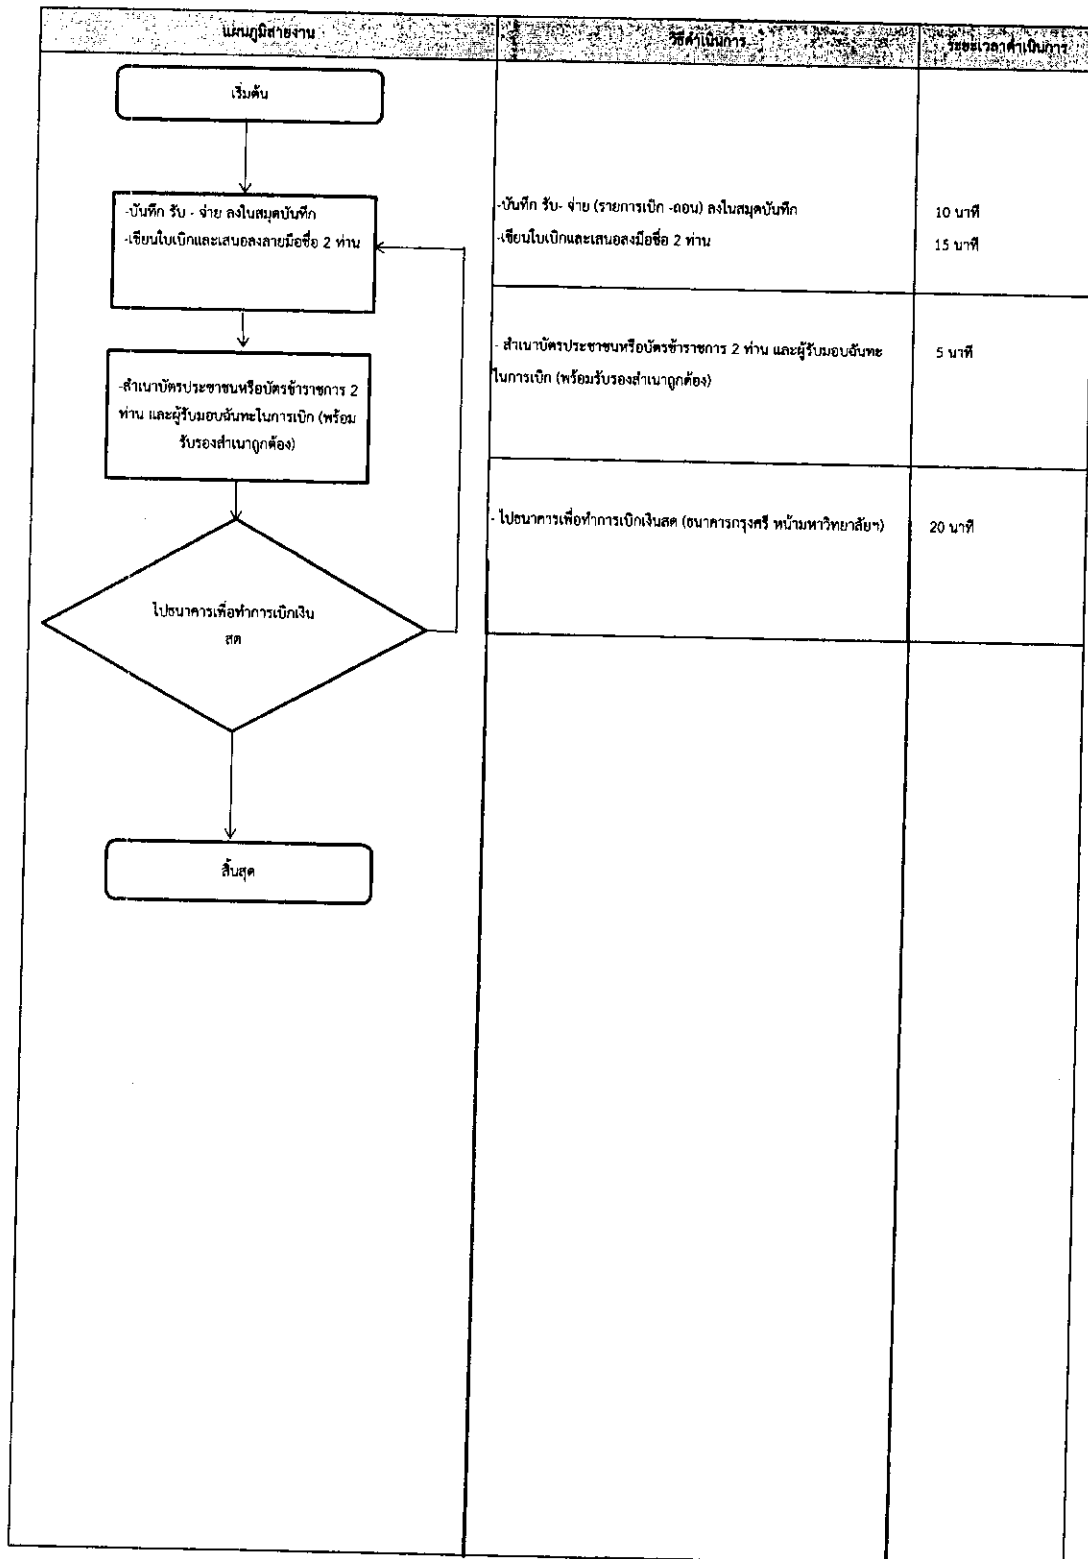 แผนภูมิสายงาน
วิธีดำเนินการ
ระยะเวลาดำเนินการ
เริ่มต้น
-บันทึก รับ - จ่าย ลงในสมุดบันทึก
-เขียนใบเบิกและเสนอลงลายมือชื่อ 2 ท่าน
-บันทึก รับ- จ่าย (รายการเบิก -ถอน) ลงในสมุดบันทึก
10 นาที
-เขียนใบเบิกและเสนอลงมือชื่อ 2 ท่าน
15 นาที
-สำเนาบัตรประชาชนหรือบัตรข้าราชการ 2
ท่าน และผู้รับมอบฉันทะในการเบิก (พร้อม
รับรองสำเนาถูกต้อง)
- สำเนาบัตรประชาชนหรือบัตรข้าราชการ 2 ท่าน และผู้รับมอบฉันทะ
ในการเบิก (พร้อมรับรองสำเนาถูกต้อง)
5 นาที
ไปธนาคารเพื่อทำการเบิกเงิน
สด
- ไปธนาคารเพื่อทำการเบิกเงินสด (ธนาคารกรุงศรี หน้ามหาวิทยาลัยฯ)
20 นาที
สิ้นสุด